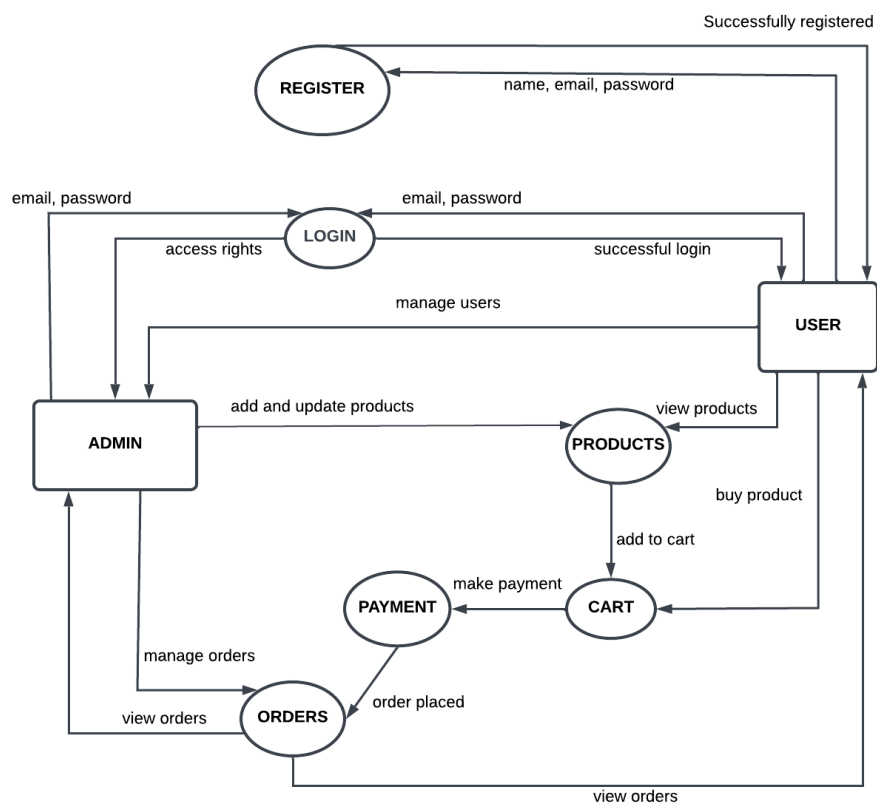 Successfully registered
REGISTER
name, email, password
email, password
email, password
LOGIN
access rights
successful login
manage users
USER
add and update products
view products
ADMIN
PRODUCTS
buy product
add to cart
make payment
PAYMENT
CART
manage orders
order placed
view orders
ORDERS
view orders